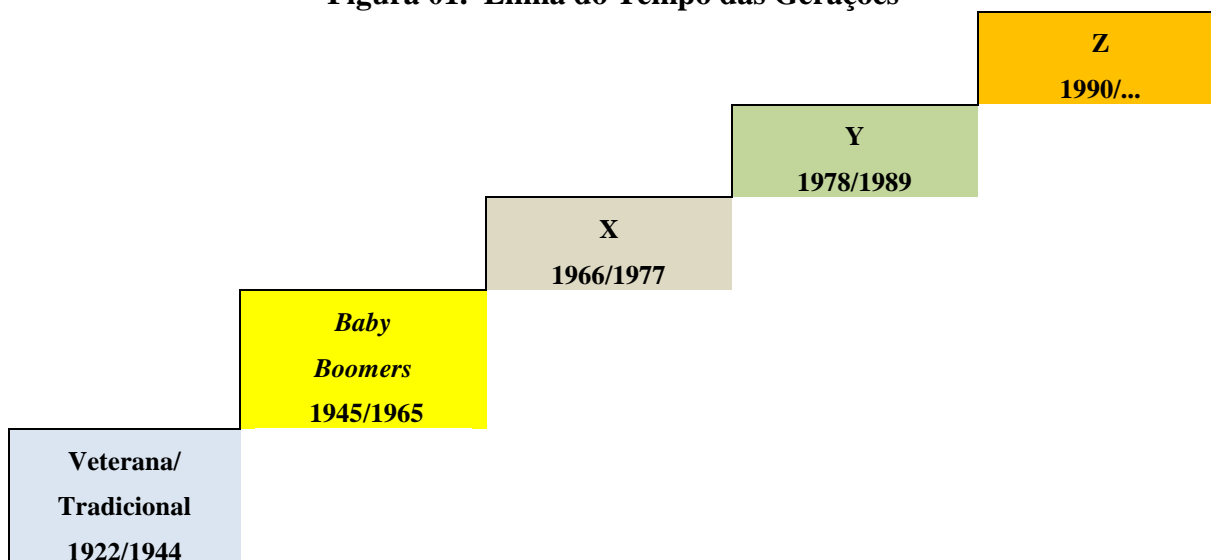 Figura 01. Linha do Tempo das Gerações
Z
1990/...
Y
1978/1989
X
1966/1977
Baby
Boomers
1945/1965
Veterana/
Tradicional
1922/1944